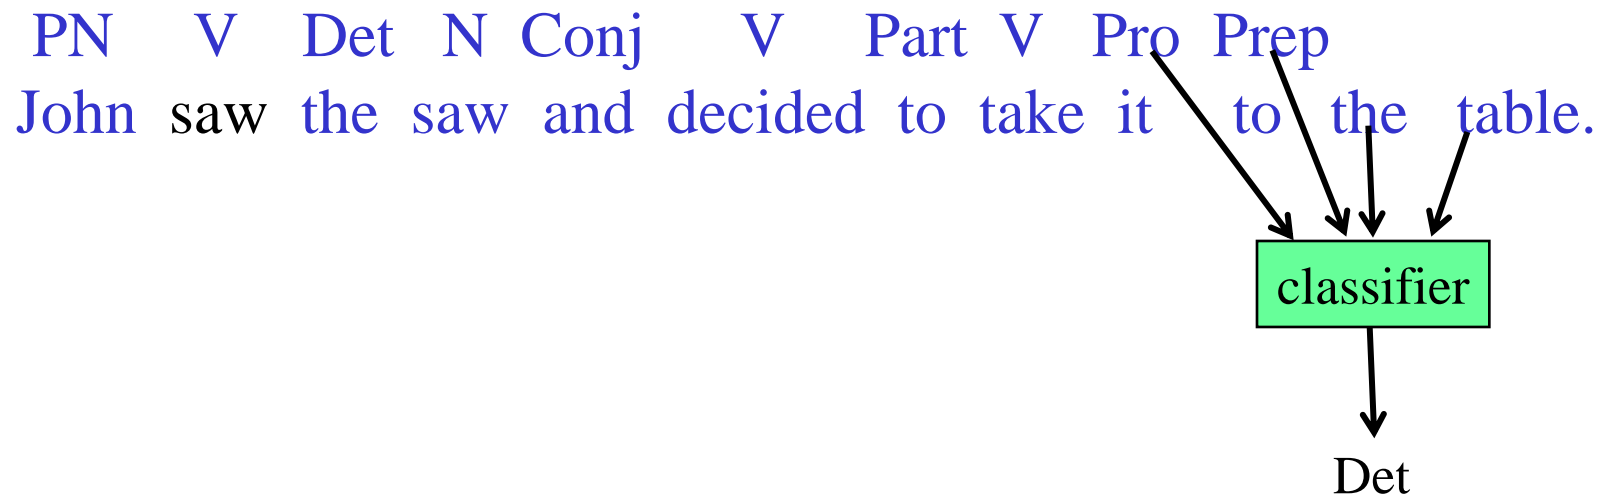 PN V Det N Conj V Part V Pro Prep
John saw the saw and decided to take it to the table.
classifier
Det